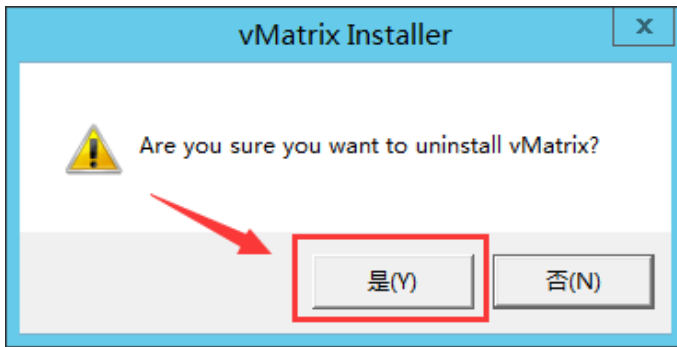 vMatrix Installer
Are you sure you want to uninstall vMatrix?
是(Y)
否(N)